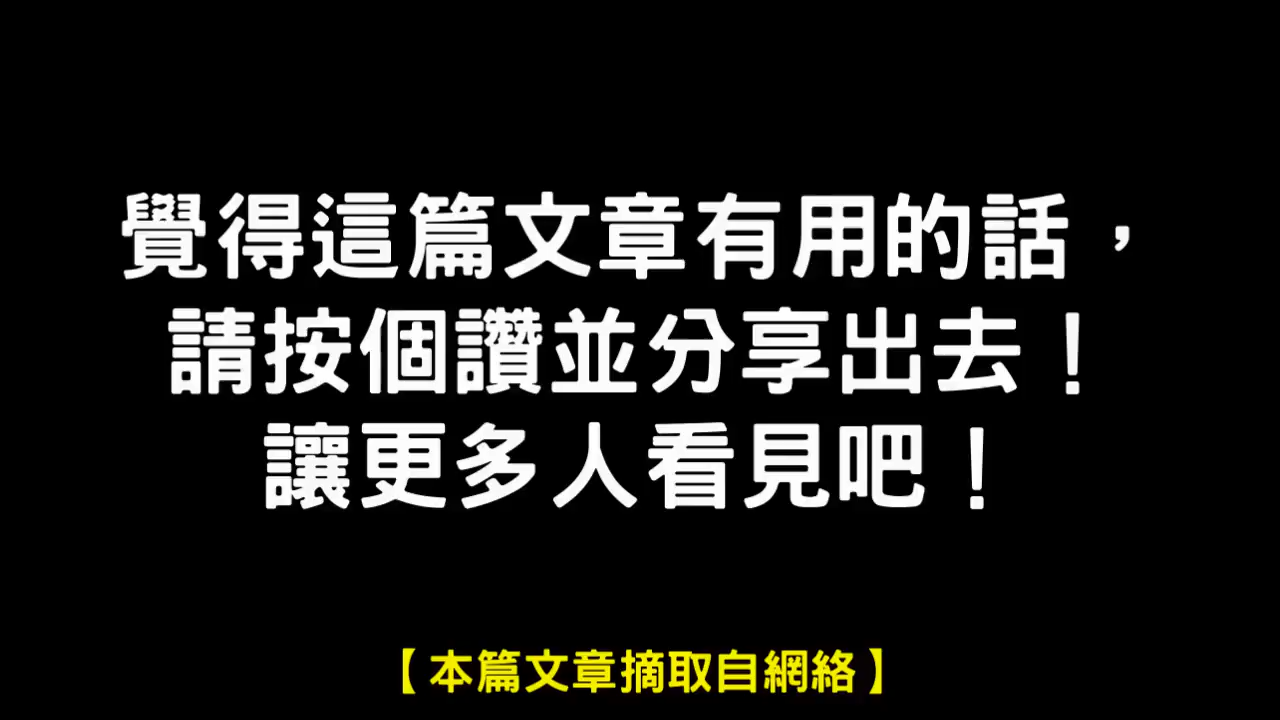 覺得這篇文章有用的話，
請按個讚並分享出去！
讓更多人看見吧！
【本篇文章摘取自網絡】